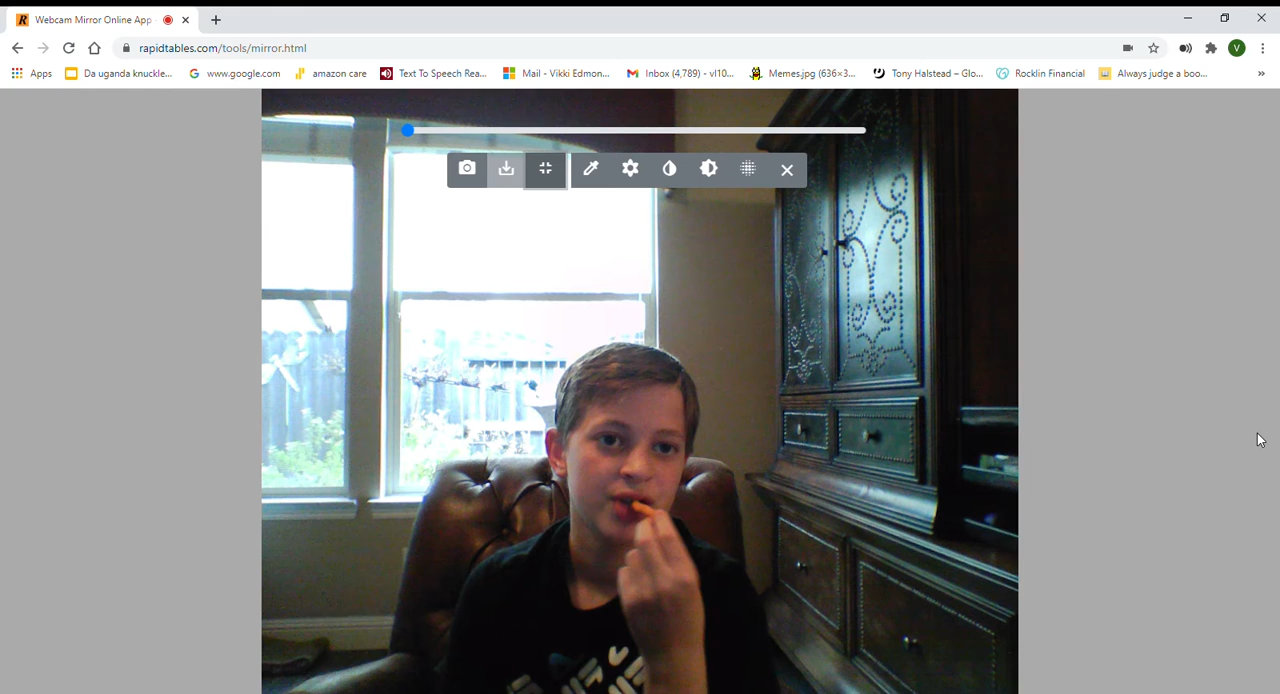 R Webcam Mirror Online App
rapidtables.com/tools/mirror.html
V
Apps Da uganda knuckle... G www.google.com amazon care Text To Speech Rea... Mail - Vikki Edmon... Inbox (4,789) - vl10... Memes.jpg (636×3... Tony Halstead – Glo... Rocklin Financial Always judge a boo... »